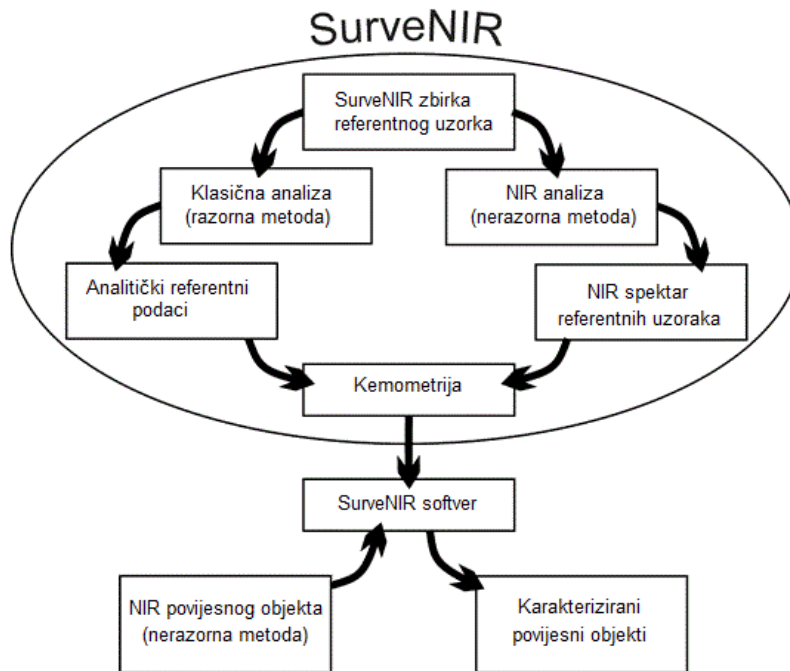 SurveNIR
SurveNIR zbirka
referentnog uzorka
Klasična analiza
(razorna metoda)
NIR analiza
(nerazorna metoda)
Analitički referentni
podaci
NIR spektar
referentnih uzoraka
Kemometrija
SurveNIR softver
NIR povijesnog objekta
(nerazorna metoda)
Karakterizirani
povijesni objekti